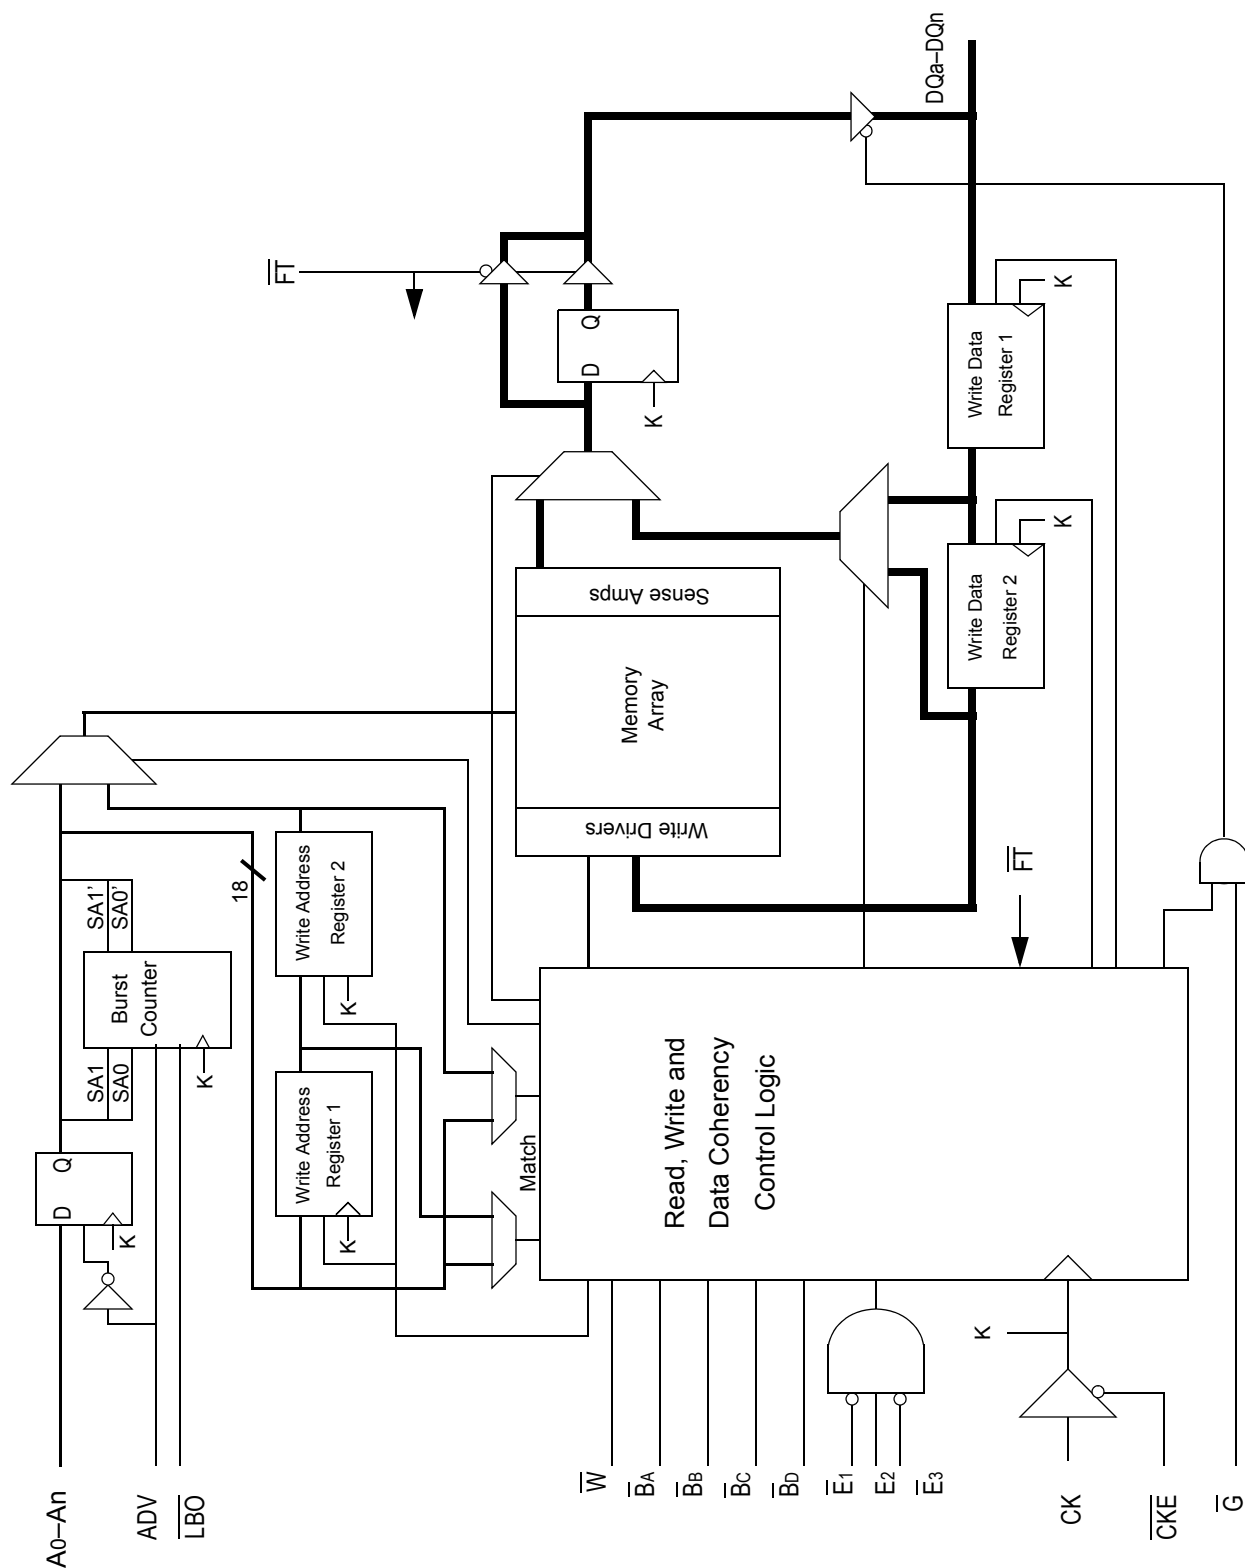 A0–An
ADV
LBO
W
BA
BB
BC
BD
E1
E2
E3
CK
CKE
G
D Q
K
SA1
SA0
Burst
Counter
SA1’
SA0’
K
18
Write Address
Register 1
K
Write Address
Register 2
K
Match
Read, Write and
Data Coherency
Control Logic
K
FT
Write Drivers
Memory
Array
Sense Amps
D Q
K
FT
Write Data
Register 2
K
Write Data
Register 1
K
DQa–DQn